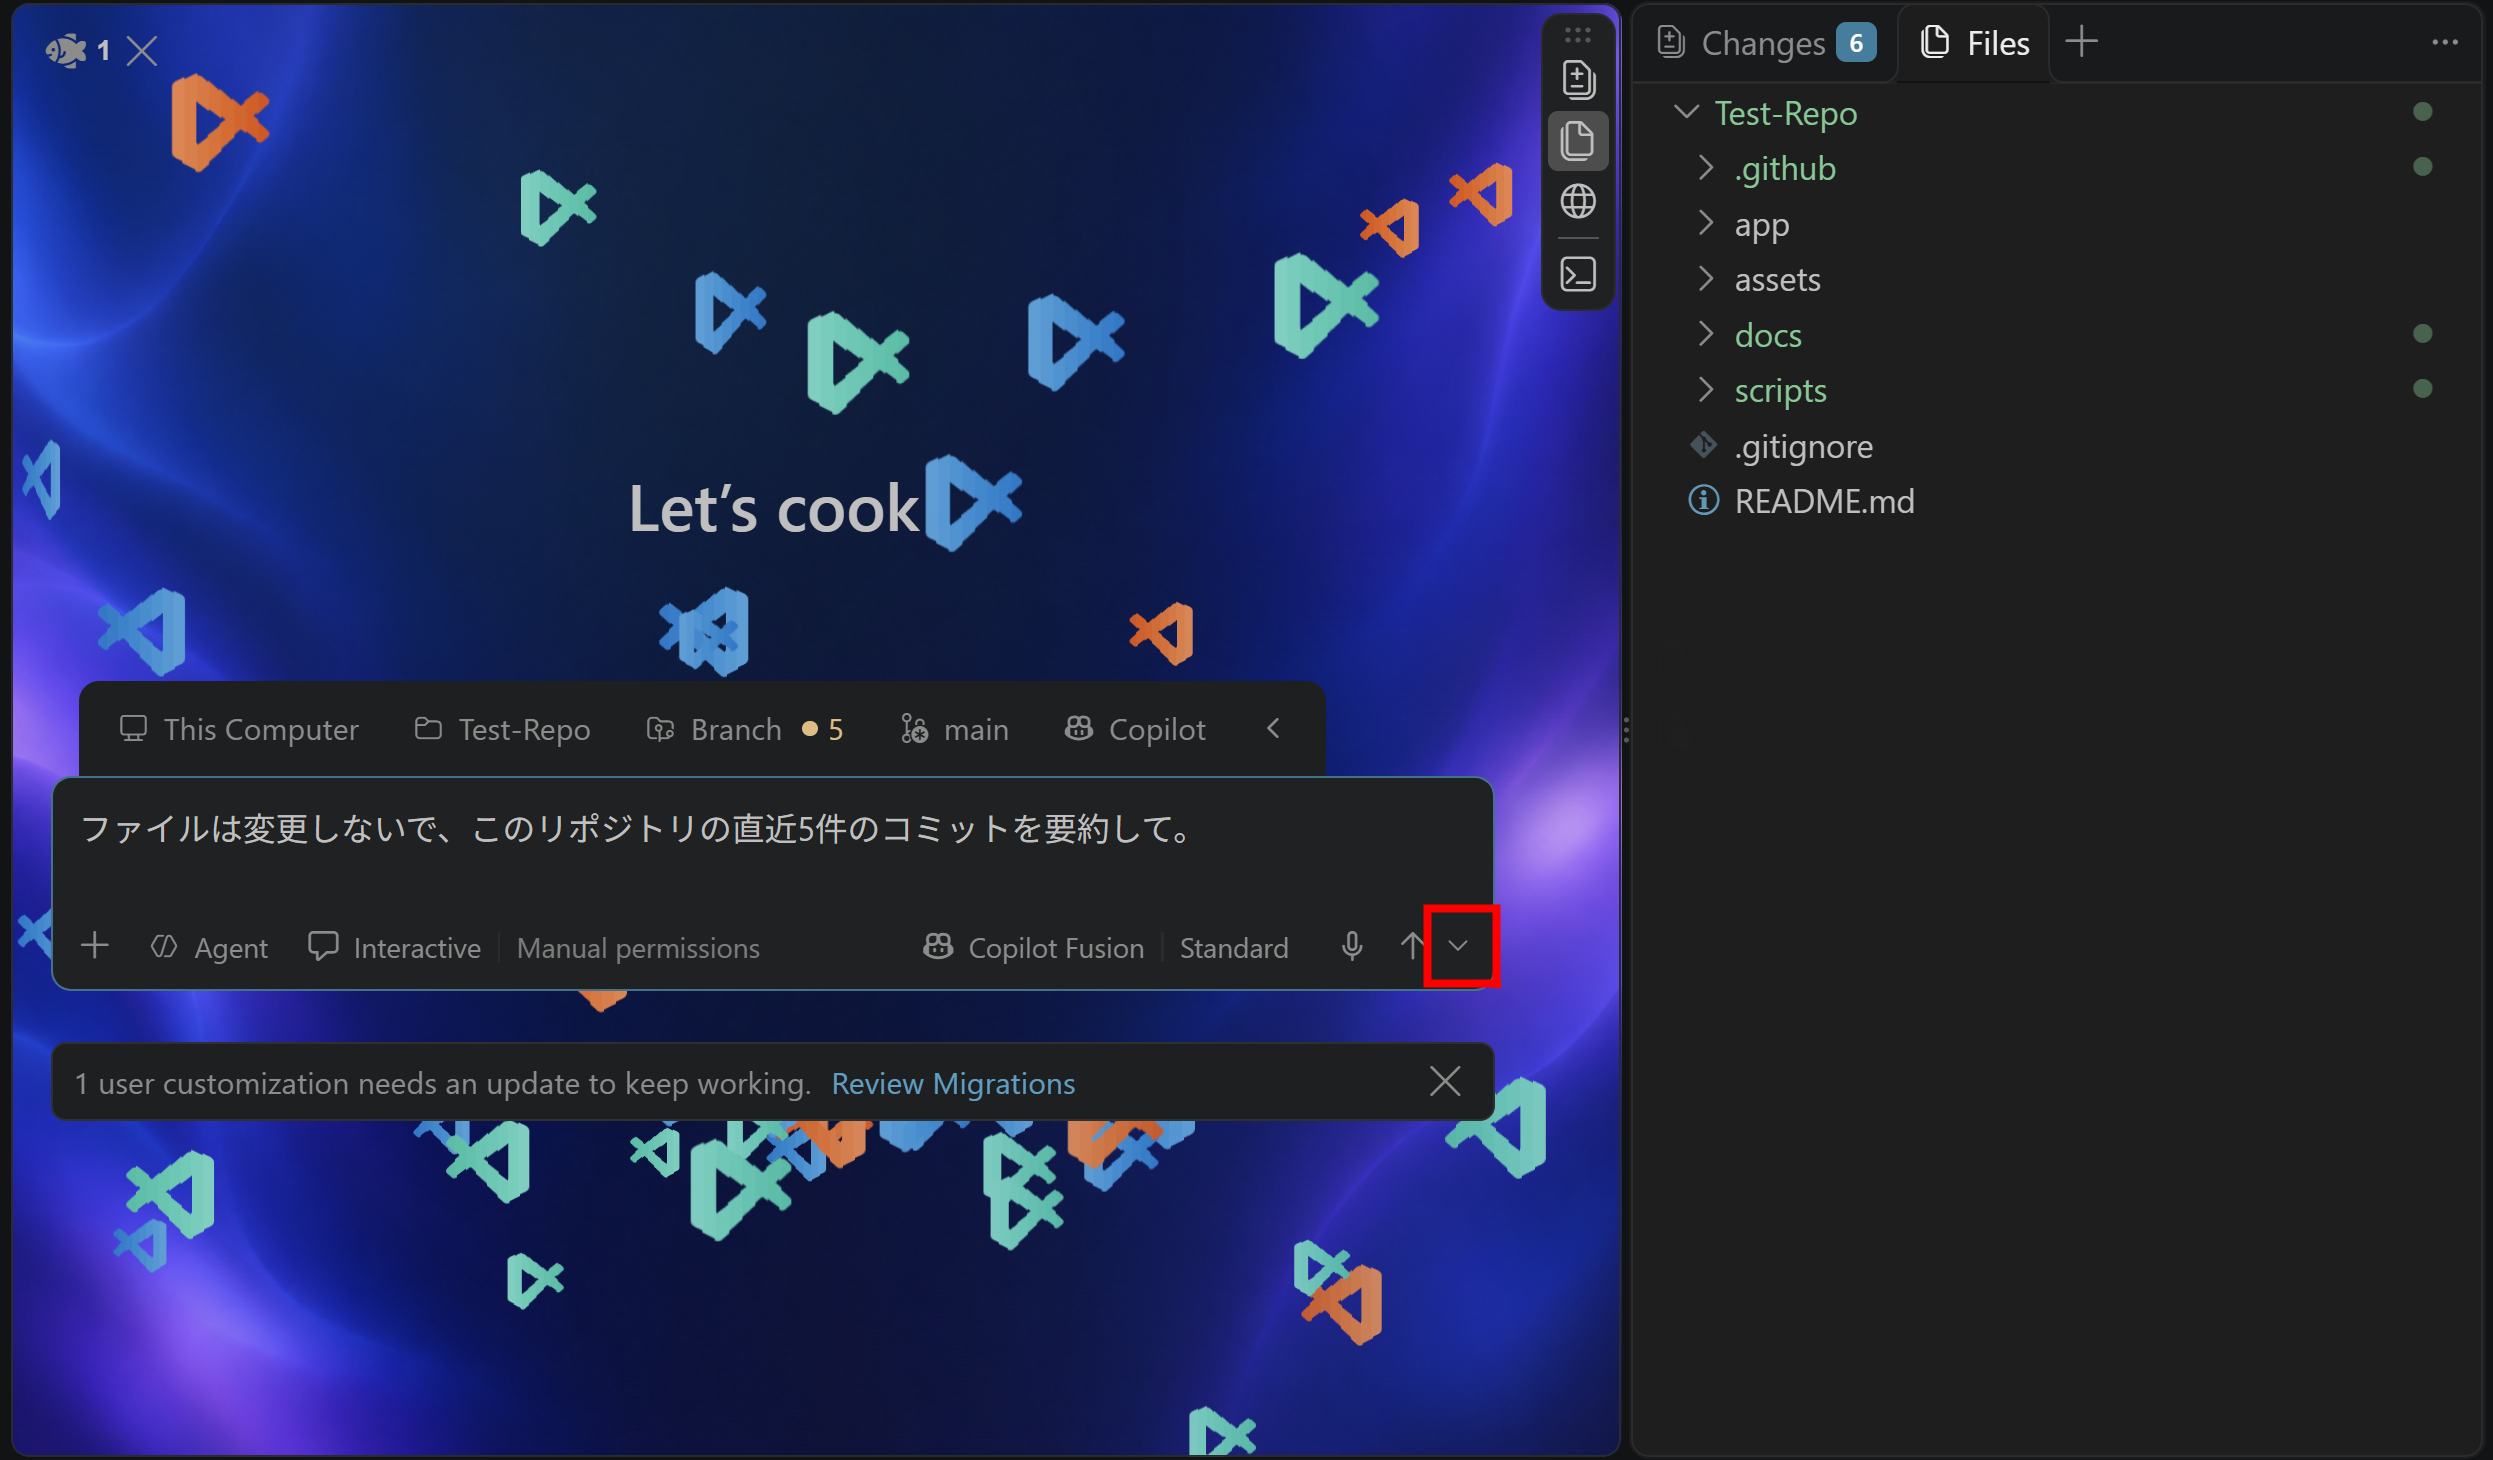 1
Changes 6
Files
Test-Repo
.github
app
assets
docs
scripts
.gitignore
README.md
Let’s cook
This Computer
Test-Repo
Branch
5
main
Copilot
ファイルは変更しないで、このリポジトリの直近5件のコミットを要約して。
Agent
Interactive
Manual permissions
Copilot Fusion
Standard
1 user customization needs an update to keep working. Review Migrations